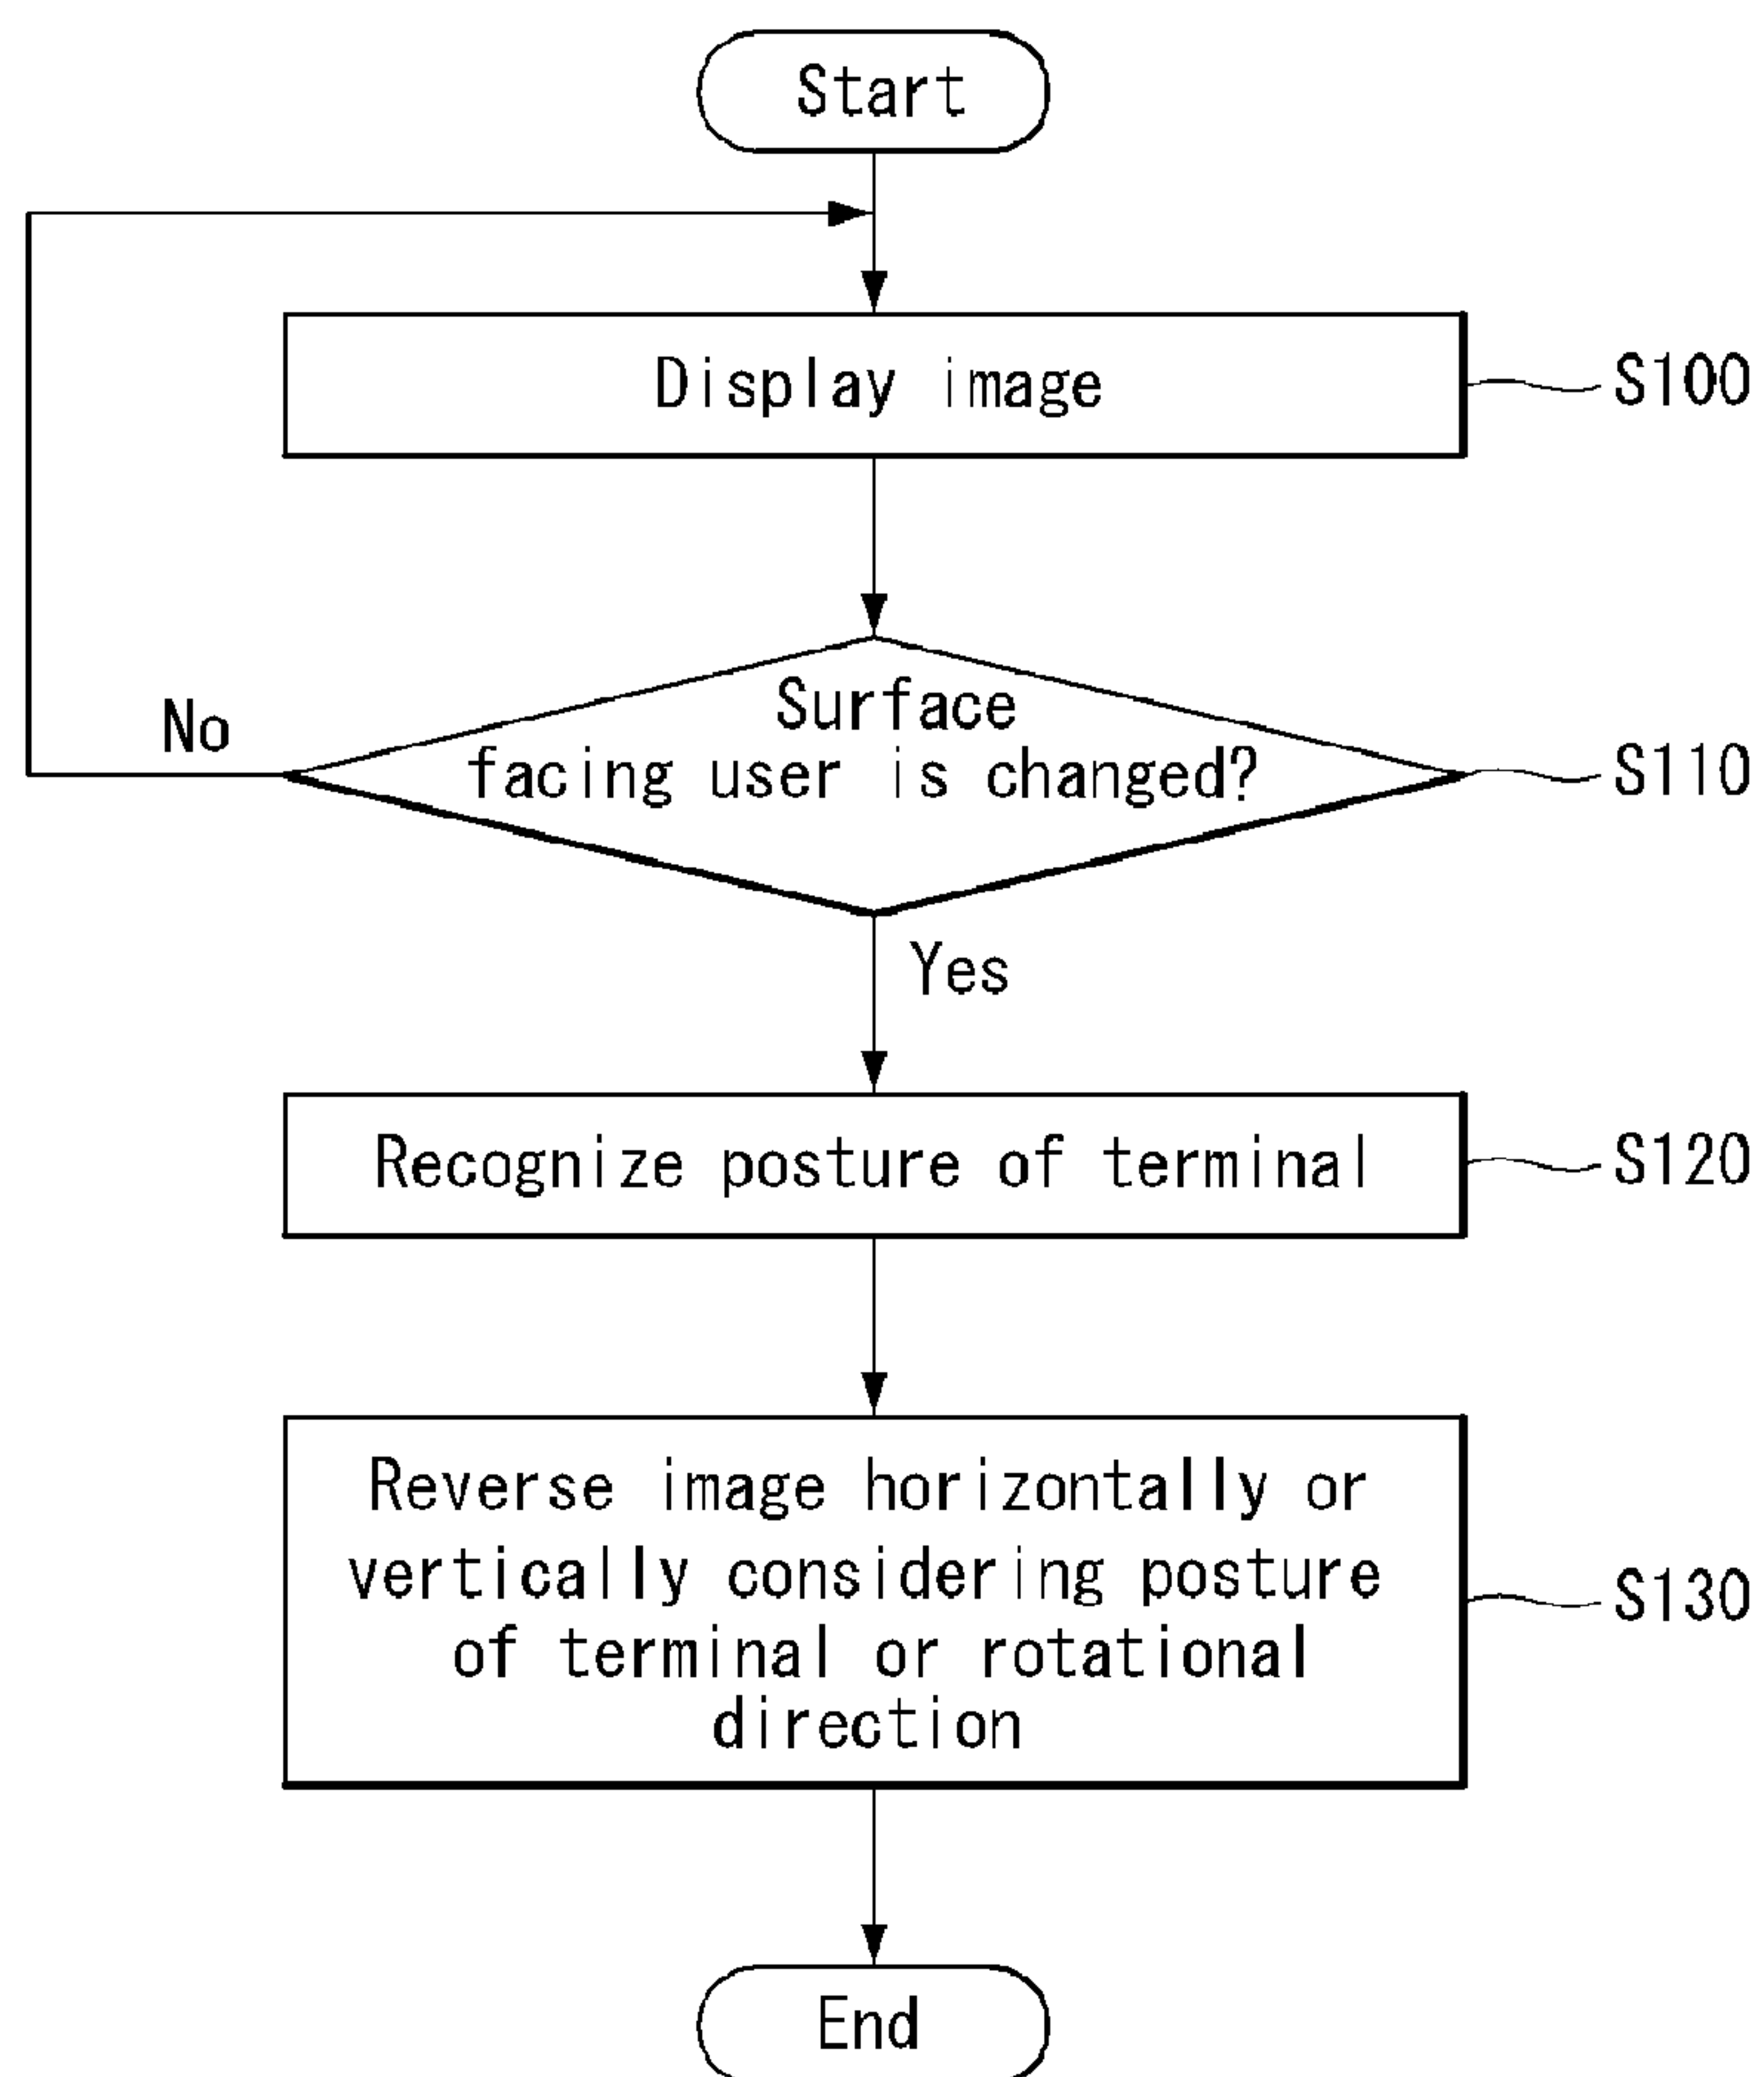 Start
Display image
S100
Surface
facing user is changed?
No
S110
Yes
Recognize posture of terminal
S120
Reverse image horizontally or
vertically considering posture
of terminal or rotational
direction
S130
End